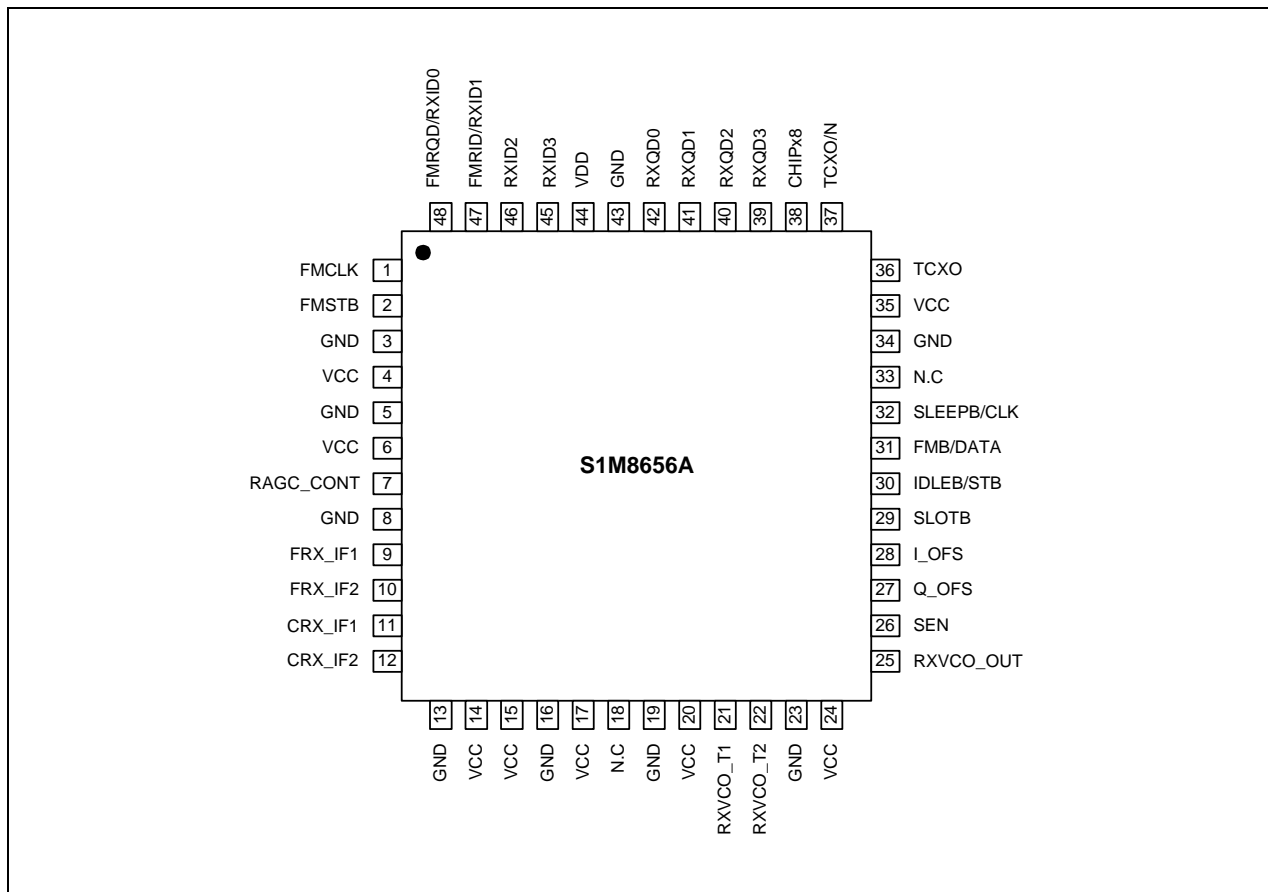 FMRQD/RXID0
FMRID/RXID1
RXID2
RXID3
VDD
GND
RXQD0
RXQD1
RXQD2
RXQD3
CHIPx8
TCXO/N
48
47
46
45
44
43
42
41
40
39
38
37
FMCLK 1
FMSTB 2
GND 3
VCC 4
GND 5
VCC 6
RAGC_CONT 7
GND 8
FRX_IF1 9
FRX_IF2 10
CRX_IF1 11
CRX_IF2 12
S1M8656A
36 TCXO
35 VCC
34 GND
33 N.C
32 SLEEPB/CLK
31 FMB/DATA
30 IDLEB/STB
29 SLOTB
28 I_OFS
27 Q_OFS
26 SEN
25 RXVCO_OUT
13
14
15
16
17
18
19
20
21
22
23
24
GND
VCC
VCC
GND
VCC
N.C
GND
VCC
RXVCO_T1
RXVCO_T2
GND
VCC